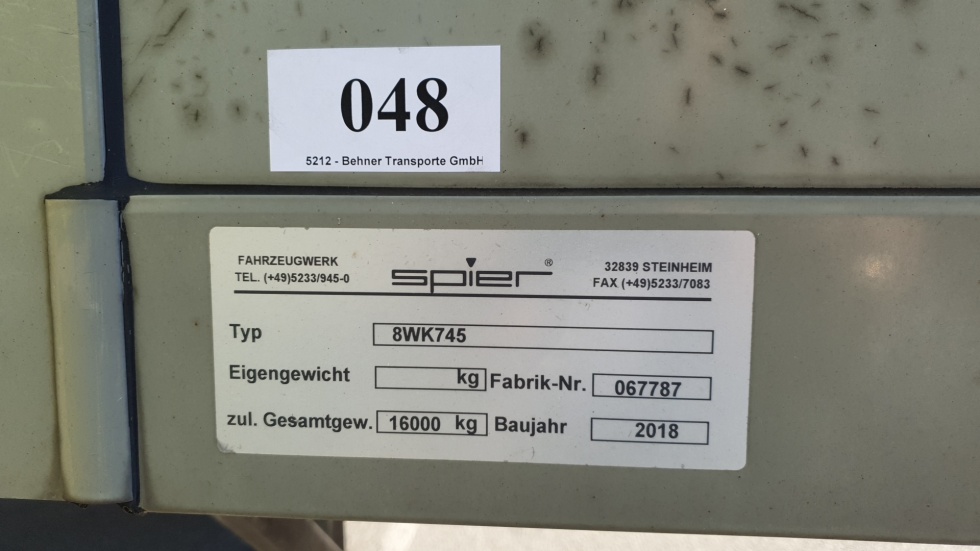 048
5212 - Behner Transporte GmbH
FAHRZEUGWERK
TEL. (+49)5233/945-0
spier®
32839 STEINHEIM
FAX (+49)5233/7083
Typ 8WK745
Eigengewicht kg Fabrik-Nr. 067787
zul. Gesamtgew. 16000 kg Baujahr 2018